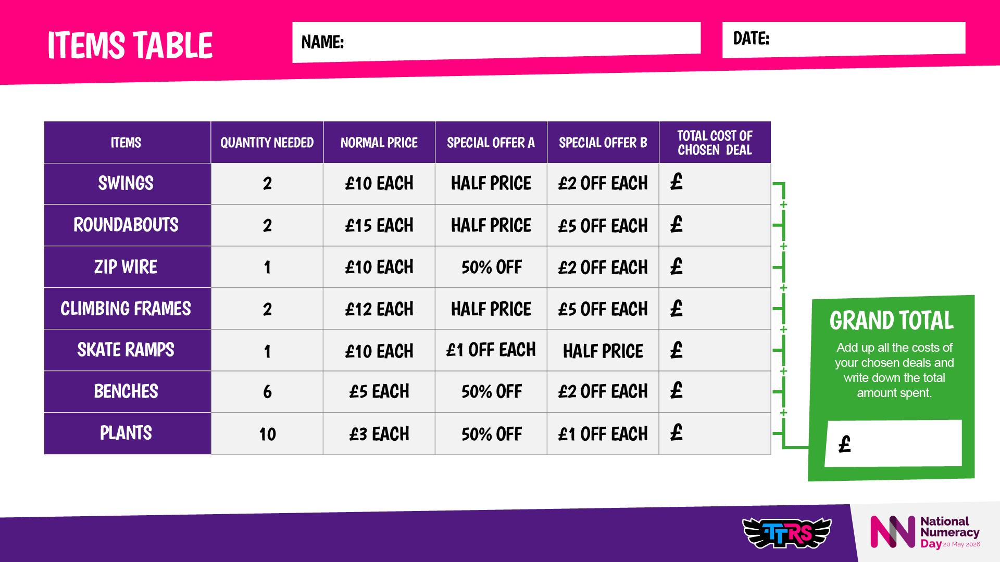 ITEMS TABLE
NAME:
DATE:
ITEMS
QUANTITY NEEDED
NORMAL PRICE
SPECIAL OFFER A
SPECIAL OFFER B
TOTAL COST OF
CHOSEN DEAL
SWINGS
2
£10 EACH
HALF PRICE
£2 OFF EACH
£
ROUNDABOUTS
2
£15 EACH
HALF PRICE
£5 OFF EACH
£
ZIP WIRE
1
£10 EACH
50% OFF
£2 OFF EACH
£
CLIMBING FRAMES
2
£12 EACH
HALF PRICE
£5 OFF EACH
£
SKATE RAMPS
1
£10 EACH
£1 OFF EACH
HALF PRICE
£
BENCHES
6
£5 EACH
50% OFF
£2 OFF EACH
£
PLANTS
10
£3 EACH
50% OFF
£1 OFF EACH
£
+
+
+
+
+
+
GRAND TOTAL
Add up all the costs of
your chosen deals and
write down the total
amount spent.
£
TTRS
NN
National
Numeracy
Day 20 May 2026